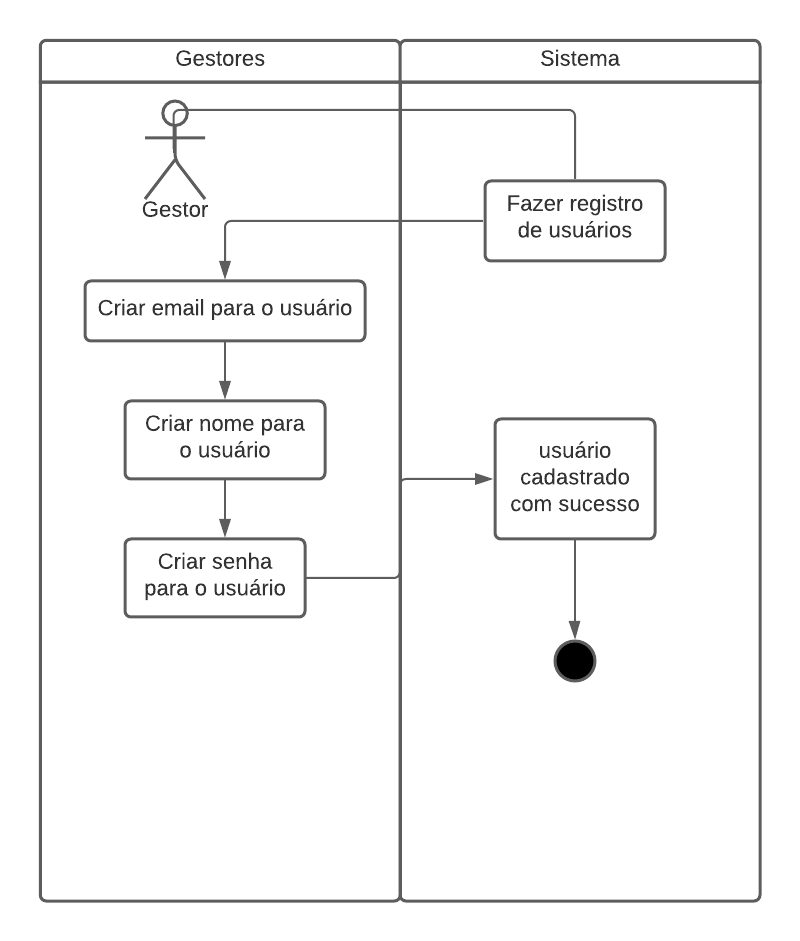 Gestores
Sistema
Gestor
Fazer registro
de usuários
Criar email para o usuário
Criar nome para
o usuário
Criar senha
para o usuário
usuário
cadastrado
com sucesso